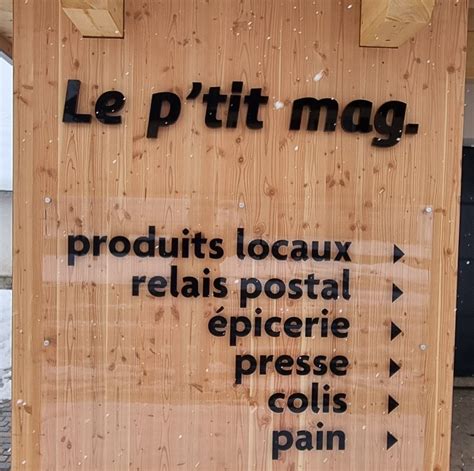 Le p'tit mag.
produits locaux
relais postal
épicerie
presse
colis
pain